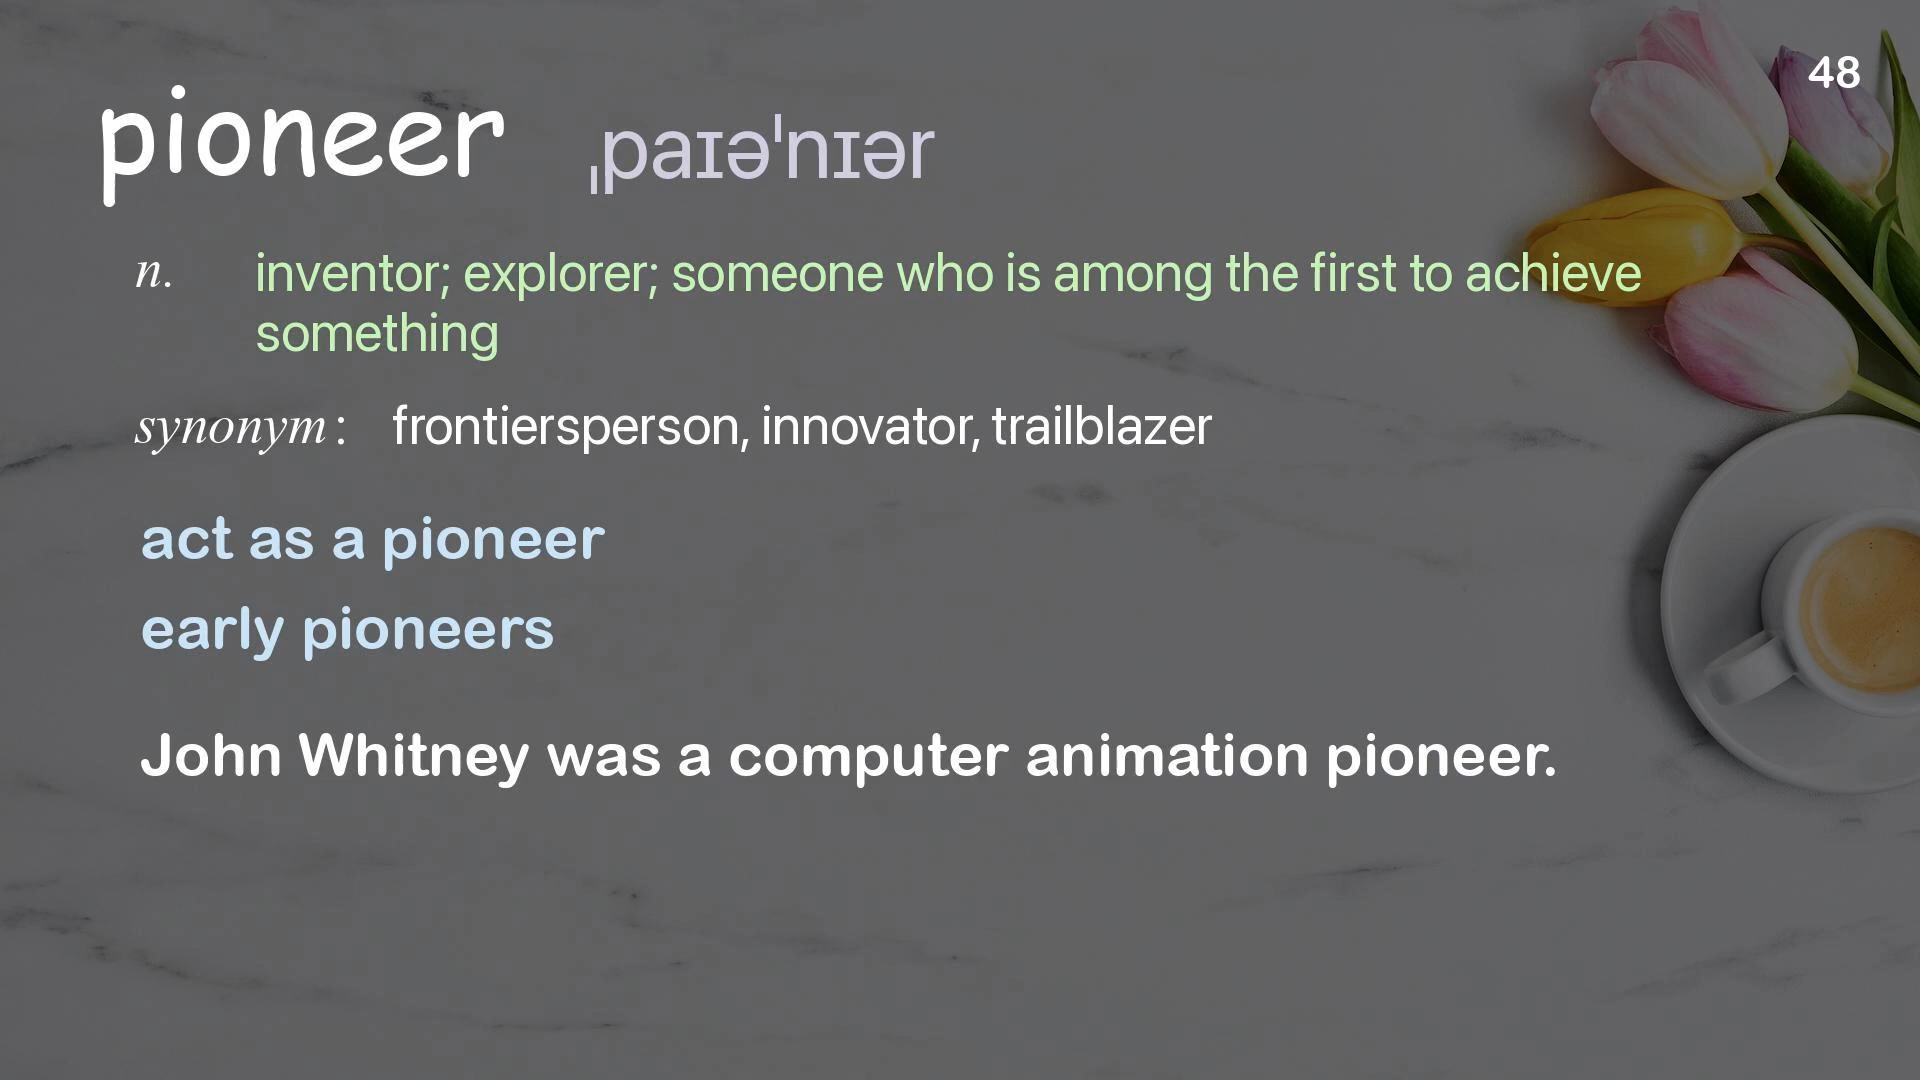 48
pioneer ˌpaɪəˈnɪər
n. inventor; explorer; someone who is among the first to achieve
something
synonym : frontiersperson, innovator, trailblazer
act as a pioneer
early pioneers
John Whitney was a computer animation pioneer.